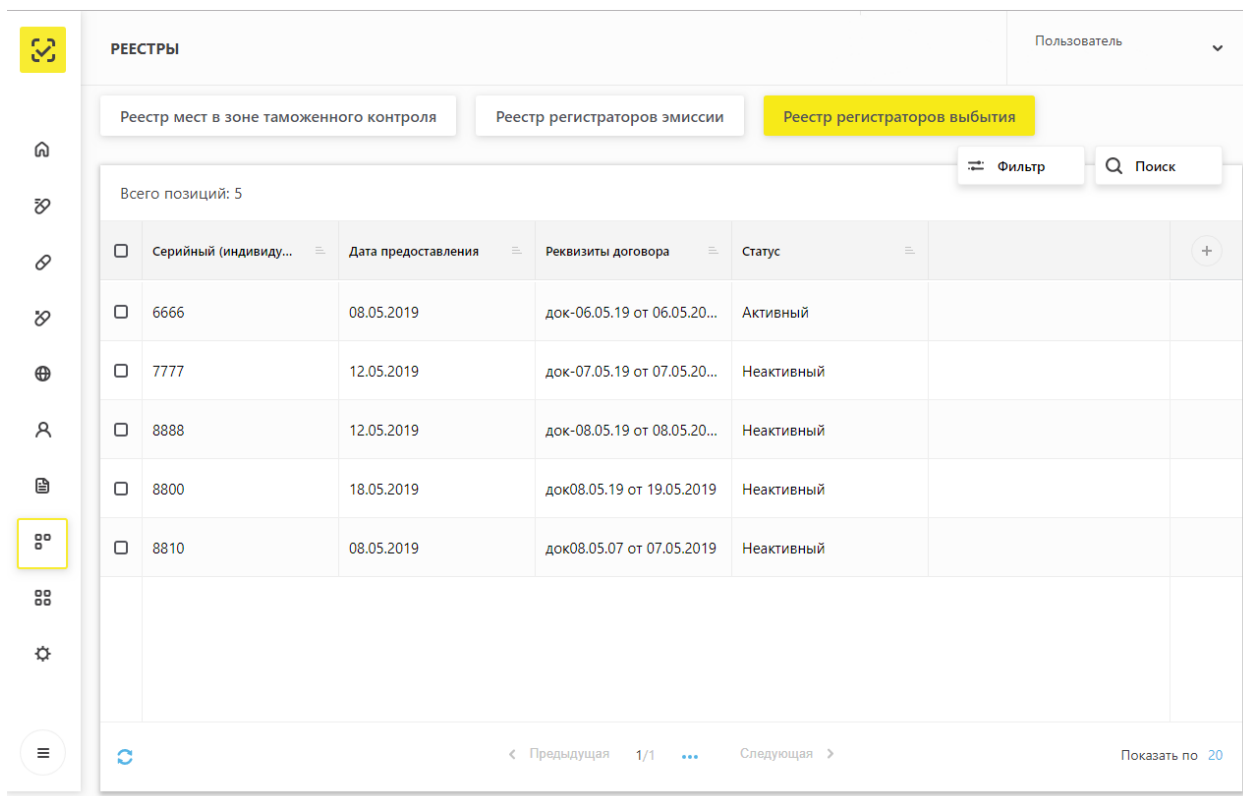 РЕЕСТРЫ
Пользователь
Реестр мест в зоне таможенного контроля
Реестр регистраторов эмиссии
Реестр регистраторов выбытия
Фильтр
Поиск
Всего позиций: 5
Серийный (индивиду... Дата предоставления Реквизиты договора Статус
6666 08.05.2019 док-06.05.19 от 06.05.20... Активный
7777 12.05.2019 док-07.05.19 от 07.05.20... Неактивный
8888 12.05.2019 док-08.05.19 от 08.05.20... Неактивный
8800 18.05.2019 док08.05.19 от 19.05.2019 Неактивный
8810 08.05.2019 док08.05.07 от 07.05.2019 Неактивный
Предыдущая 1/1 ... Следующая Показать по 20